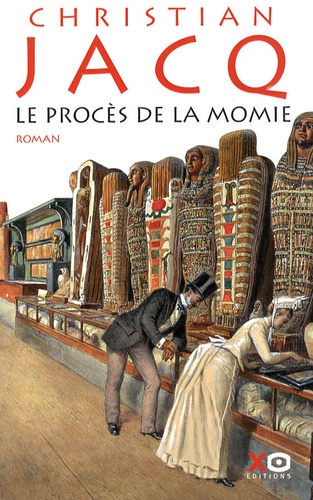 CHRISTIAN
JACQ
LE PROCÈS DE LA MOMIE
ROMAN
XO
EDITIONS